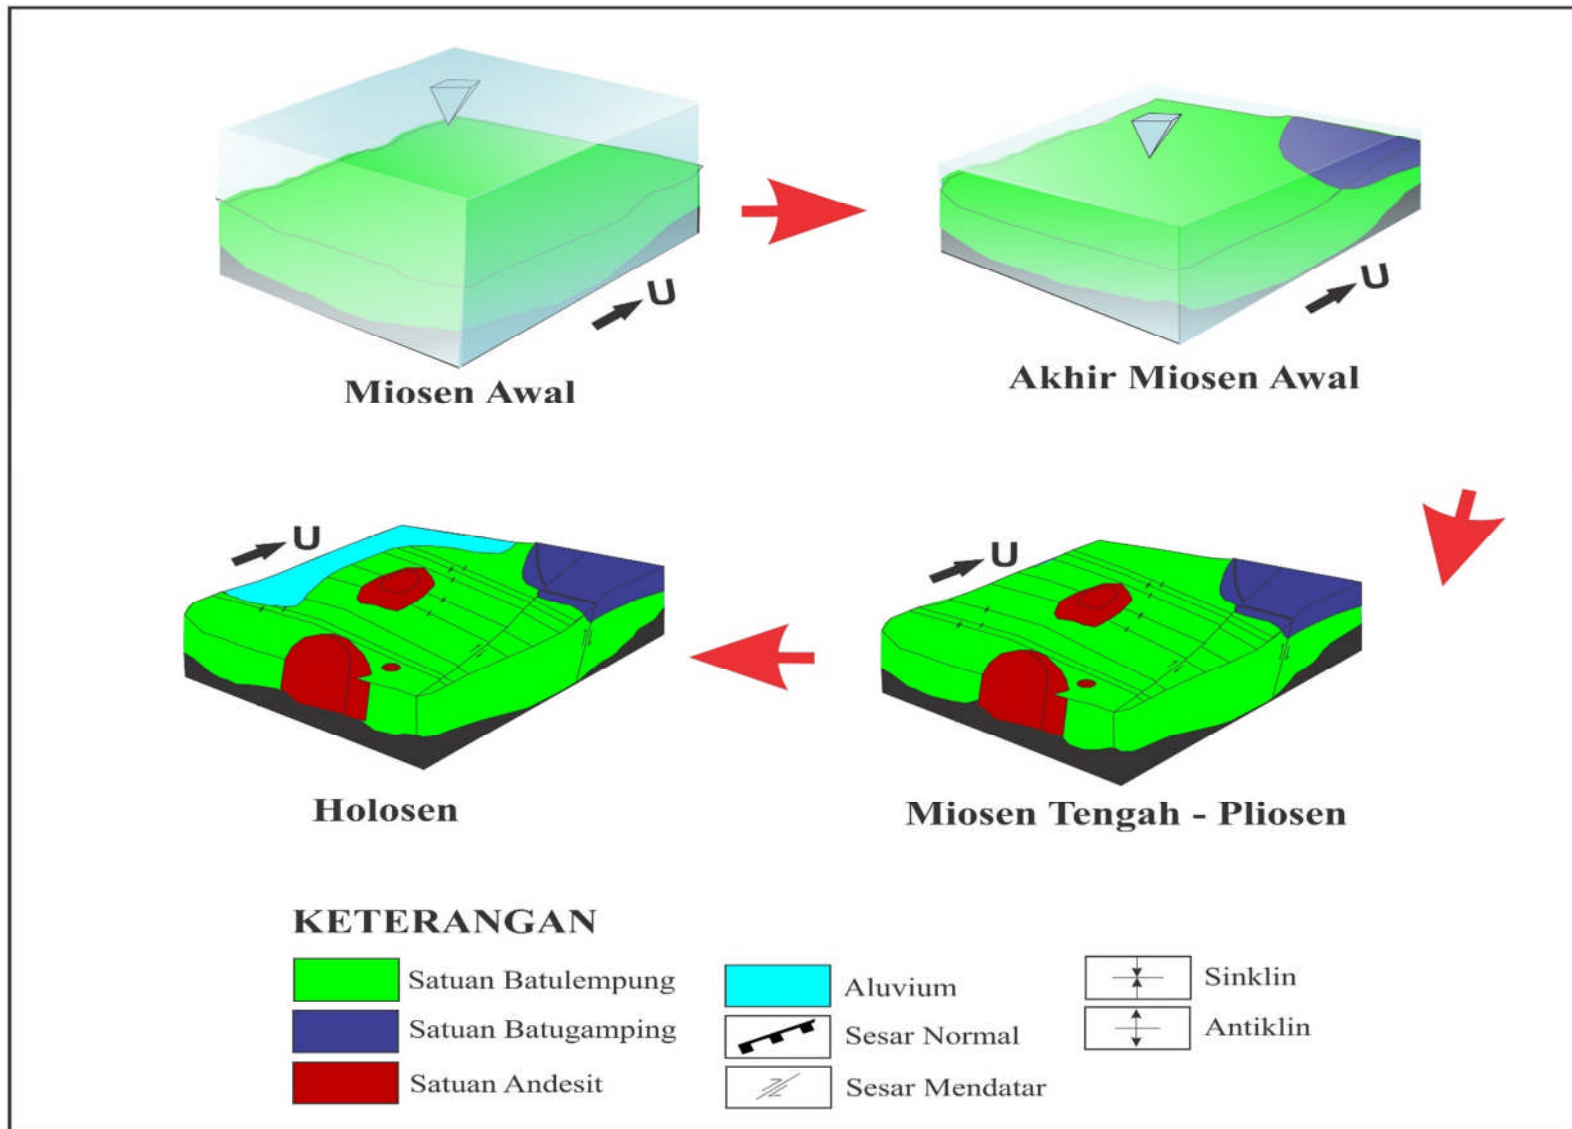 U
Miosen Awal
U
Akhir Miosen Awal
U
Holosen
U
Miosen Tengah - Pliosen
KETERANGAN
Satuan Batulempung
Satuan Batugamping
Satuan Andesit
Aluvium
Sesar Normal
Sesar Mendatar
Sinklin
Antiklin